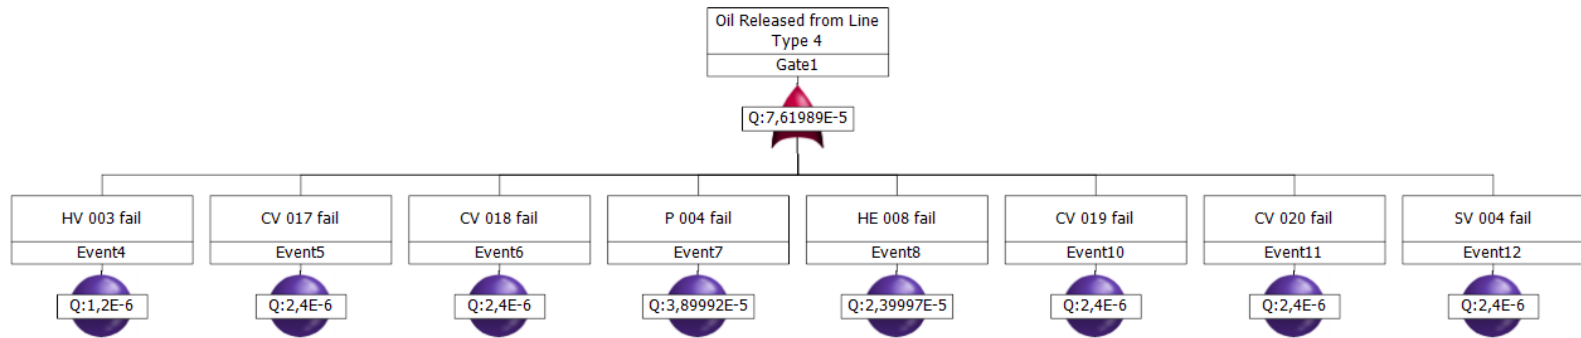 Oil Released from Line
Type 4
Gate1
Q:7,61989E-5
HV 003 fail
CV 017 fail
CV 018 fail
P 004 fail
HE 008 fail
CV 019 fail
CV 020 fail
SV 004 fail
Event4
Event5
Event6
Event7
Event8
Event10
Event11
Event12
Q:1,2E-6
Q:2,4E-6
Q:2,4E-6
Q:3,89992E-5
Q:2,39997E-5
Q:2,4E-6
Q:2,4E-6
Q:2,4E-6